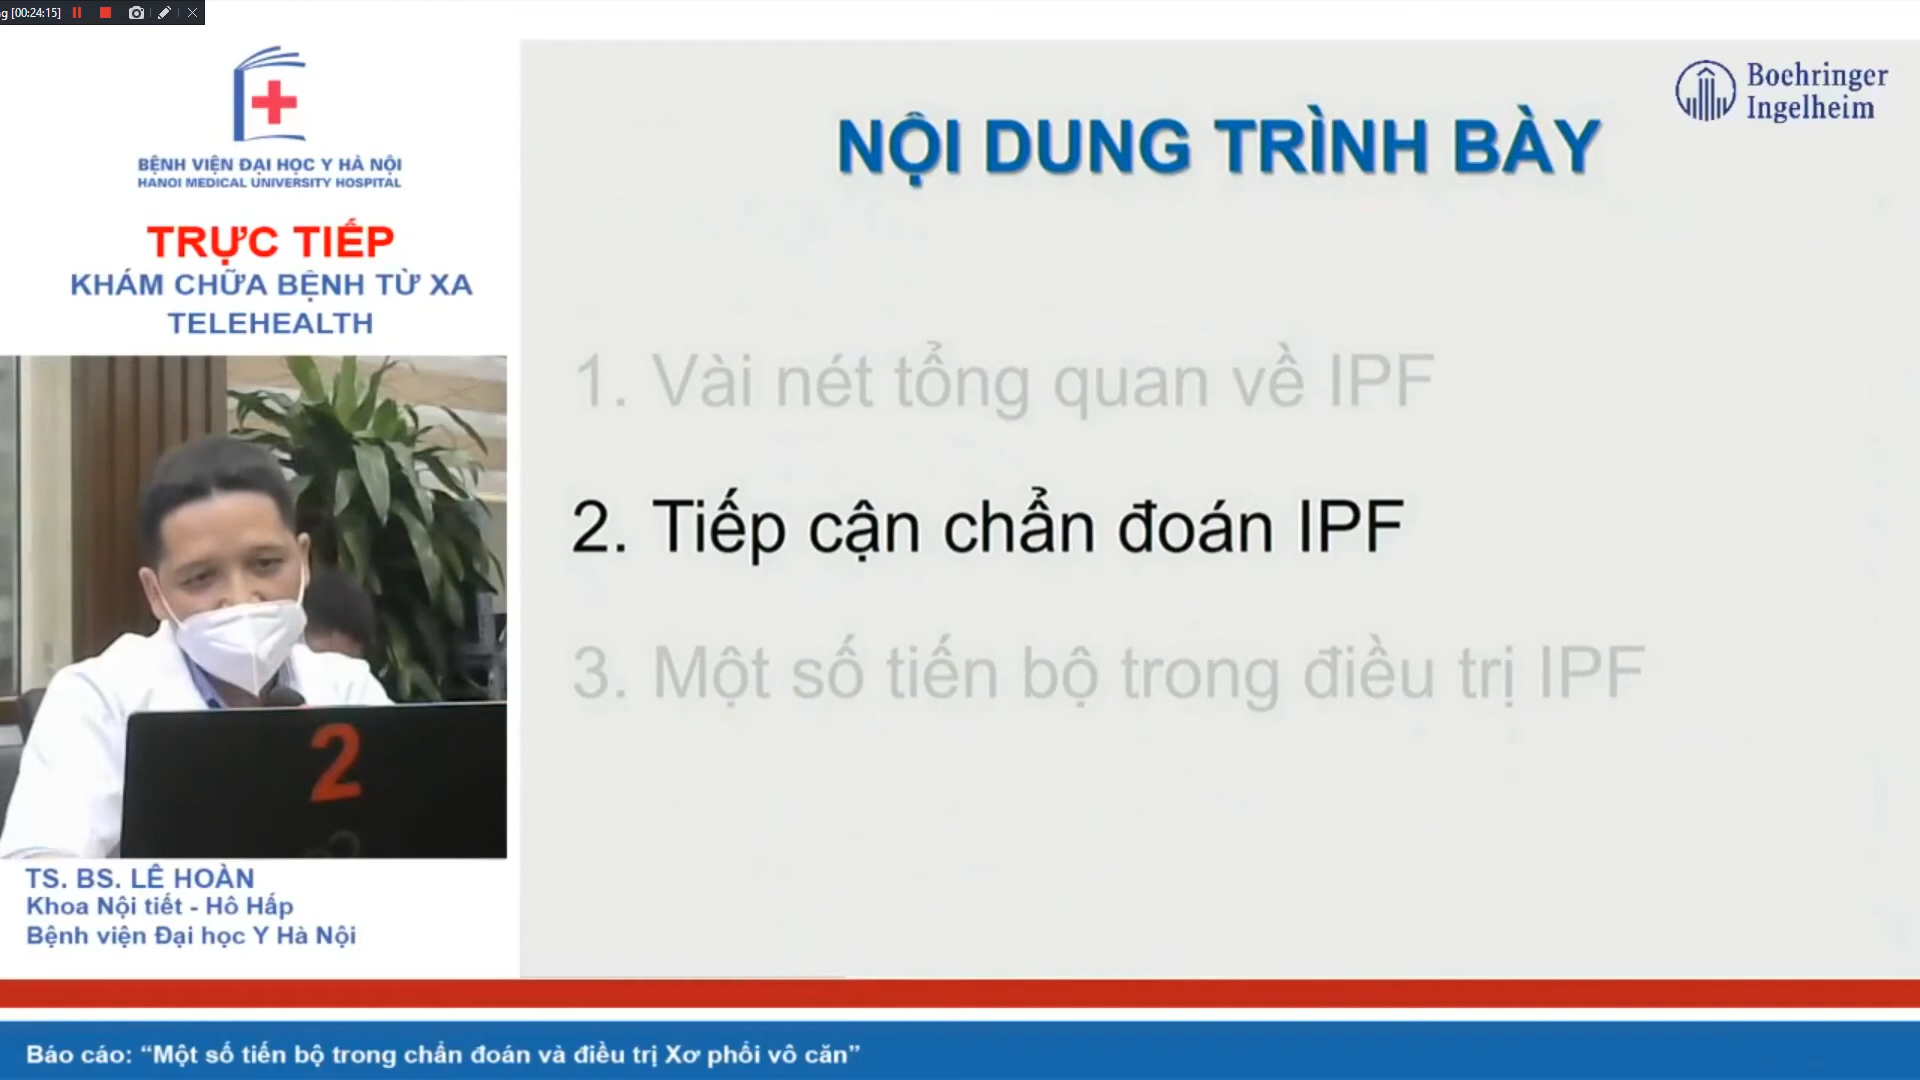 [00:24:15]
BỆNH VIỆN ĐẠI HỌC Y HÀ NỘI
HANOI MEDICAL UNIVERSITY HOSPITAL
TRỰC TIẾP
KHÁM CHỮA BỆNH TỪ XA
TELEHEALTH
2
TS. BS. LÊ HOÀN
Khoa Nội tiết - Hô Hấp
Bệnh viện Đại học Y Hà Nội
Boehringer
Ingelheim
NỘI DUNG TRÌNH BÀY
1. Vài nét tổng quan về IPF
2. Tiếp cận chẩn đoán IPF
3. Một số tiến bộ trong điều trị IPF
Báo cáo: “Một số tiến bộ trong chẩn đoán và điều trị Xơ phổi vô căn”